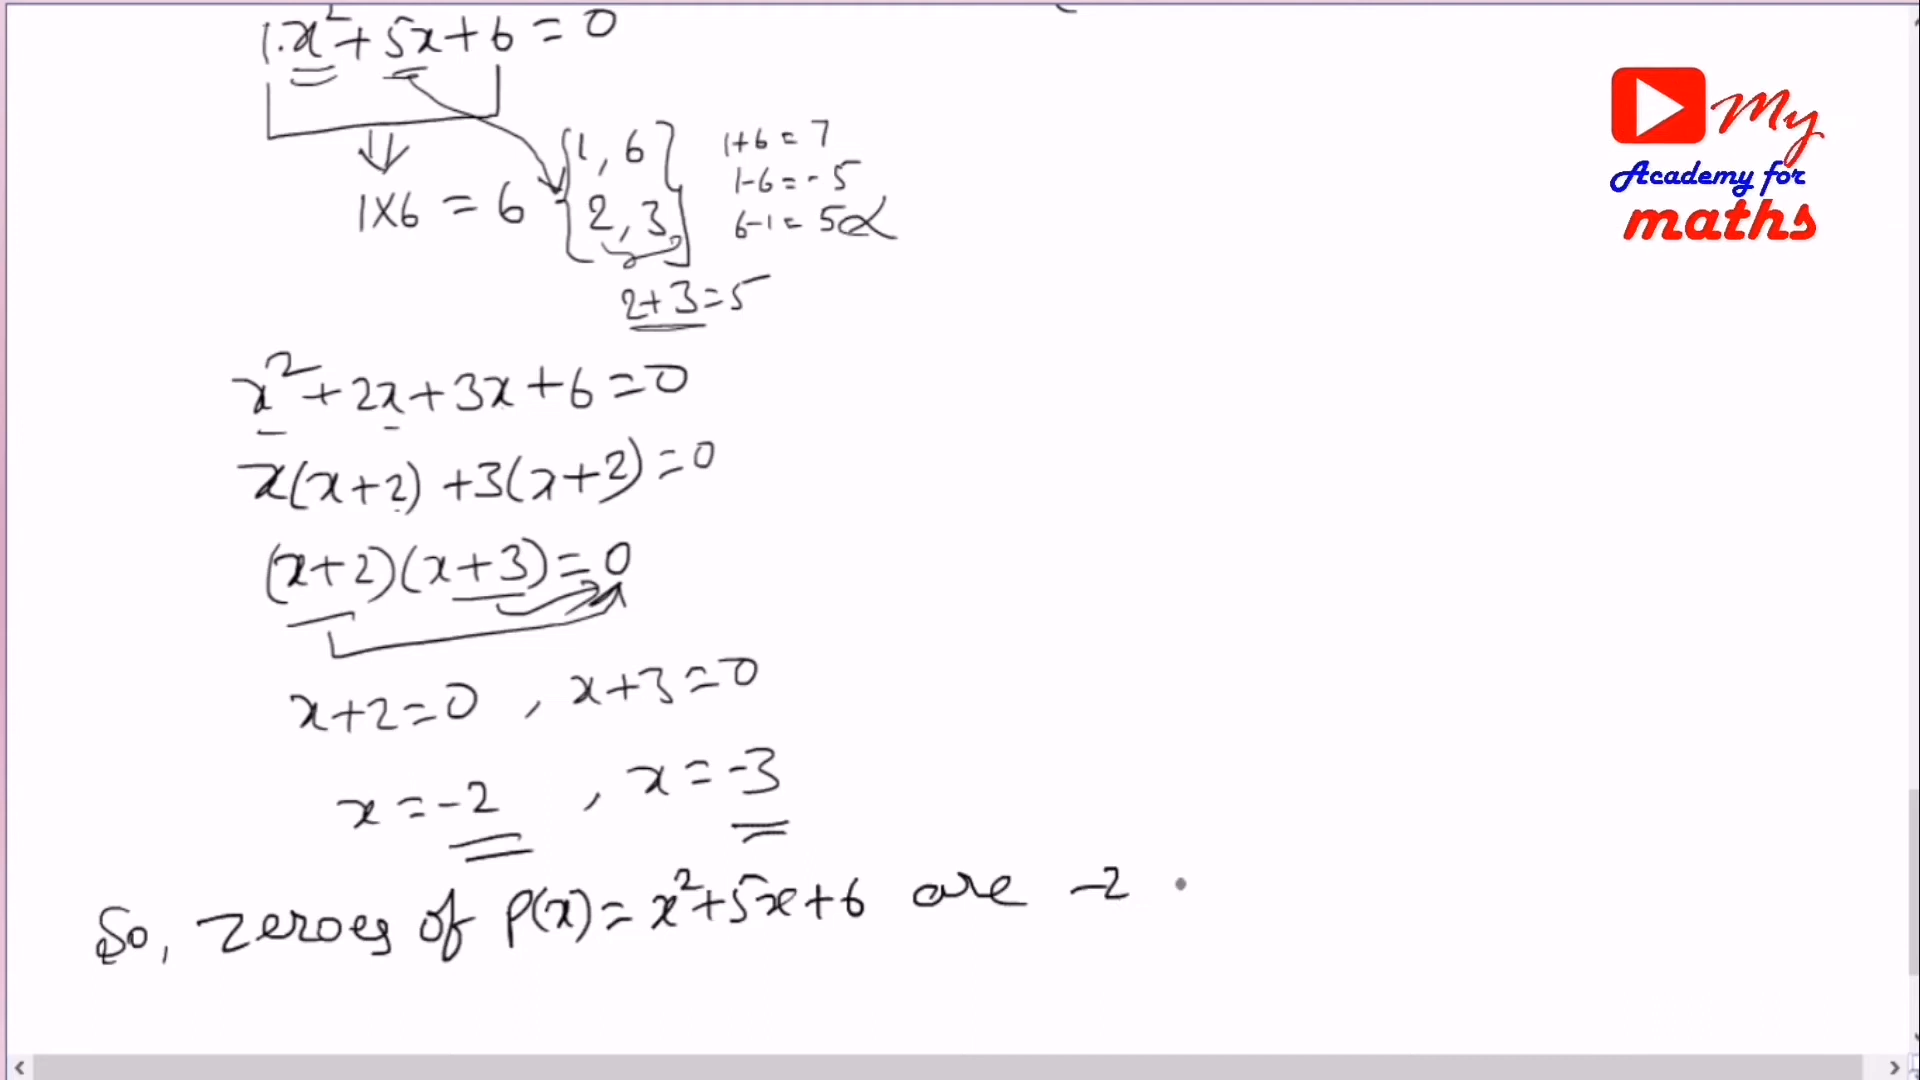 1.x²+5x+6=0
1×6=6
{1,6}
{2,3}
1+6=7
1-6=-5
6-1=5
2+3=5
x²+2x+3x+6=0
x(x+2)+3(x+2)=0
(x+2)(x+3)=0
x+2=0, x+3=0
x=-2, x=-3
So, zeroes of P(x)=x²+5x+6 are -2
My
Academy for
maths